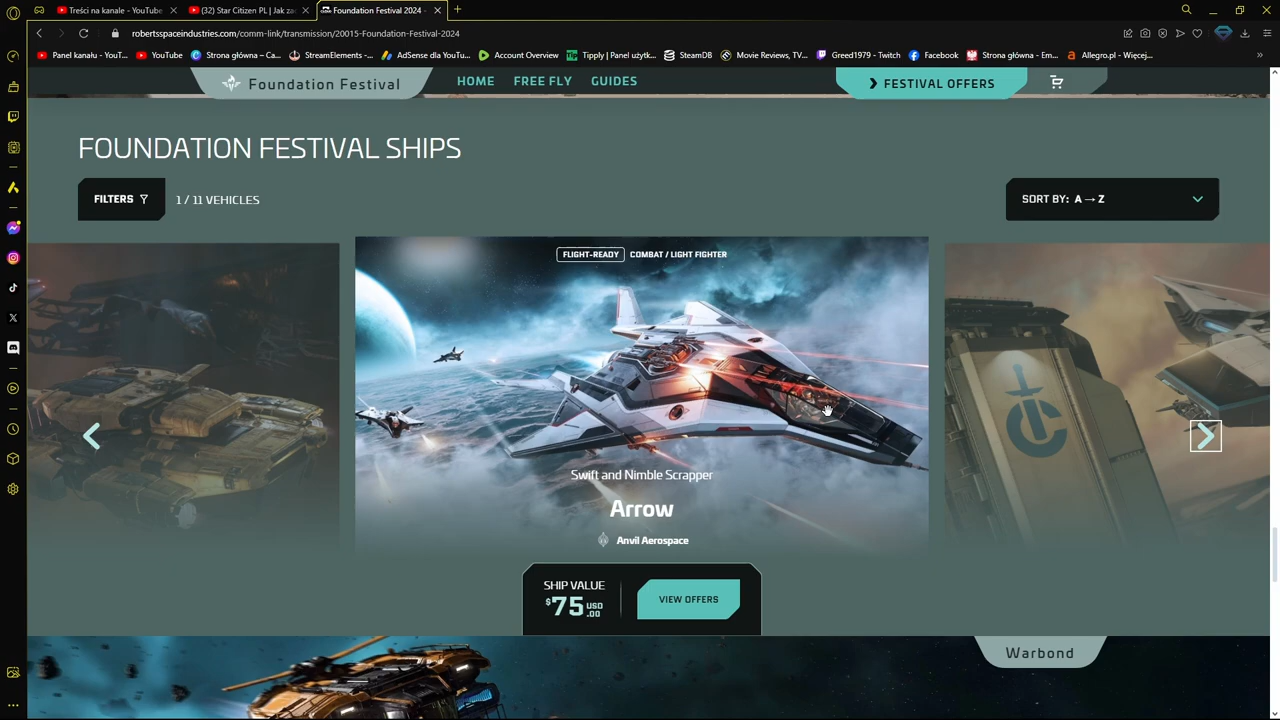 Treści na kanale - YouTube
(32) Star Citizen PL | Jak za
Foundation Festival 2024 -
robertsspaceindustries.com/comm-link/transmission/20015-Foundation-Festival-2024
Panel kanału - YouT...
YouTube
Strona główna – Ca...
StreamElements -...
AdSense dla YouTu...
Account Overview
Tipply | Panel użytk...
SteamDB
Movie Reviews, TV...
Greed1979 - Twitch
Facebook
Strona główna - Em...
Allegro.pl - Więcej...
Foundation Festival
HOME
FREE FLY
GUIDES
FESTIVAL OFFERS
FOUNDATION FESTIVAL SHIPS
FILTERS
1 / 11 VEHICLES
SORT BY: A → Z
FLIGHT-READY COMBAT / LIGHT FIGHTER
Swift and Nimble Scrapper
Arrow
Anvil Aerospace
SHIP VALUE
$75 USD .00
VIEW OFFERS
Warbond